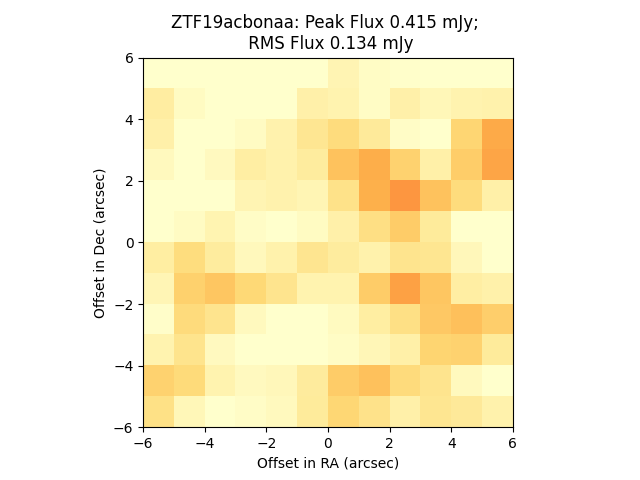 ZTF19acbonaa: Peak Flux 0.415 mJy;
RMS Flux 0.134 mJy
6
4
2
0
−2
−4
−6
Offset in Dec (arcsec)
−6 −4 −2 0 2 4 6
Offset in RA (arcsec)